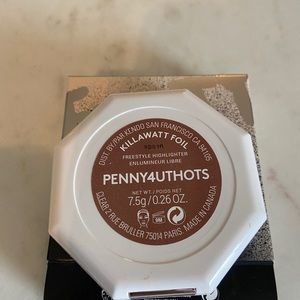 DIST. BY/PAR KENDO SAN FRANCISCO CA 94105
KILLAWATT FOIL
FREESTYLE HIGHLIGHTER
ENLUMINEUR LIBRE
PENNY4UTHOTS
NET WT./ POIDS NET
7.5g / 0.26 OZ.
CLEAR 2 RUE BRULLER 75014 PARIS MADE IN CANADA